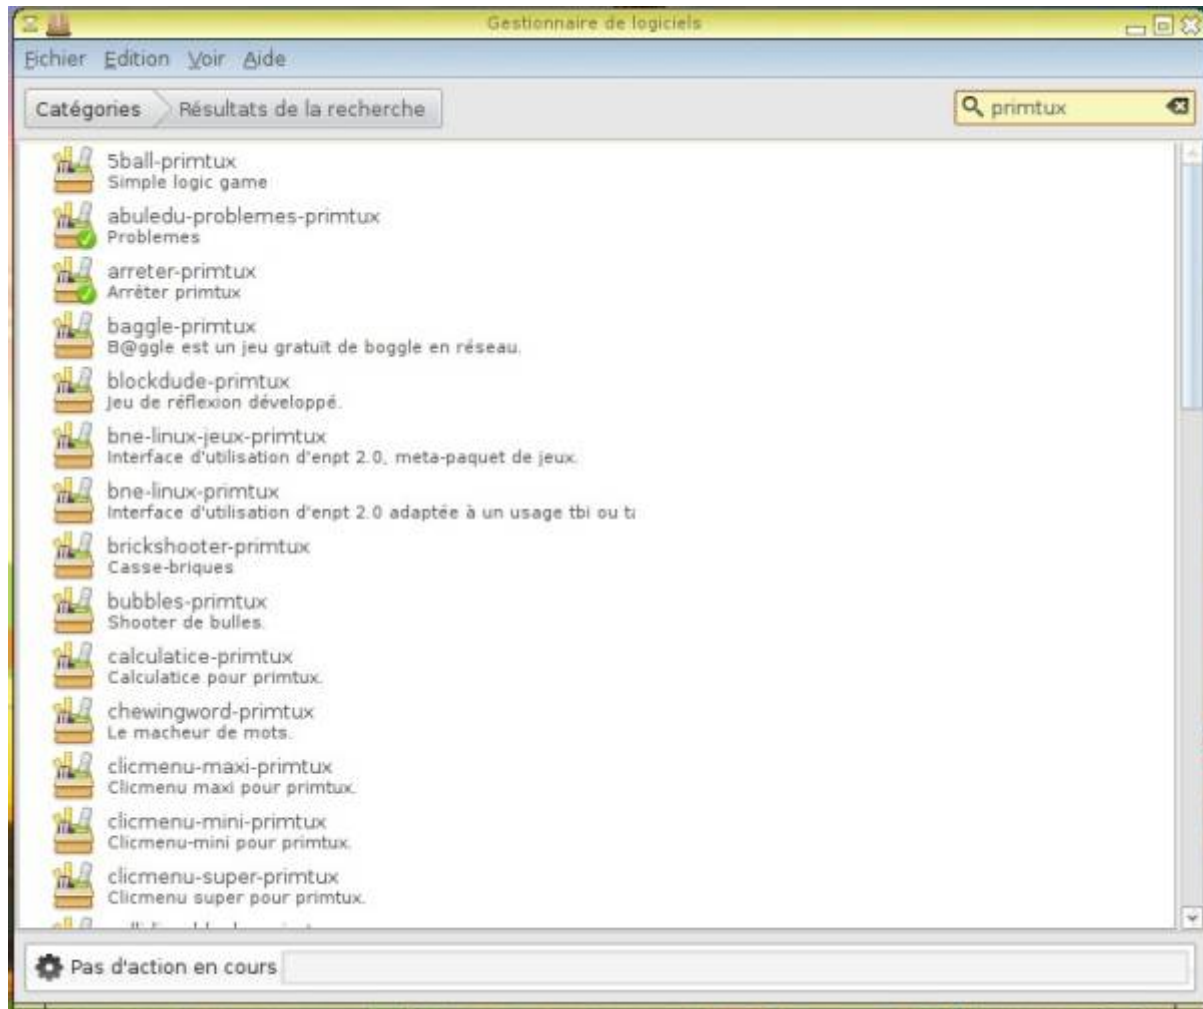 Gestionnaire de logiciels
Fichier Edition Voir Aide
Catégories Résultats de la recherche primtux
5ball-primtux
Simple logic game
abuledu-problemes-primtux
Problemes
arreter-primtux
Arrêter primtux
baggle-primtux
B@ggle est un jeu gratuit de boggle en réseau.
blockdude-primtux
Jeu de réflexion développé.
bne-linux-jeux-primtux
Interface d'utilisation d'enpt 2.0, meta-paquet de jeux.
bne-linux-primtux
Interface d'utilisation d'enpt 2.0 adaptée à un usage tbi ou ta
brickshooter-primtux
Casse-briques
bubbles-primtux
Shooter de bulles.
calculatice-primtux
Calculatice pour primtux.
chewingword-primtux
Le macheur de mots.
clicmenu-maxi-primtux
Clicmenu maxi pour primtux.
clicmenu-mini-primtux
Clicmenu-mini pour primtux.
clicmenu-super-primtux
Clicmenu super pour primtux.
Pas d'action en cours